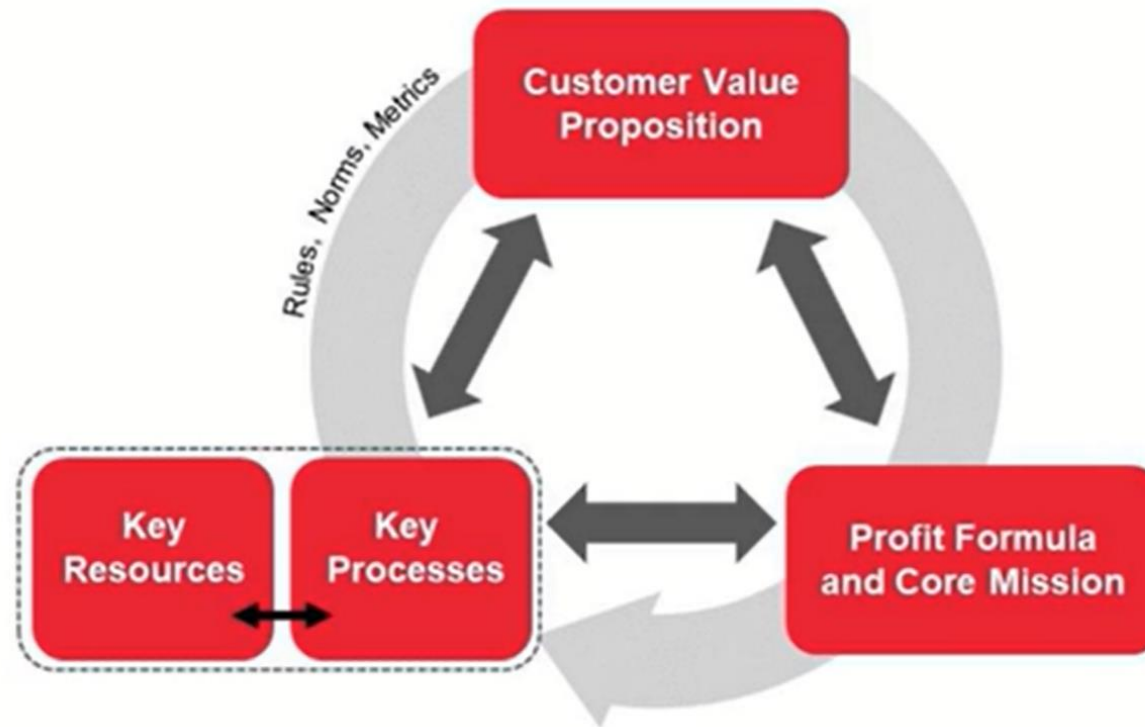 Customer Value
Proposition
Rules, Norms, Metrics
Key
Resources
Key
Processes
Profit Formula
and Core Mission